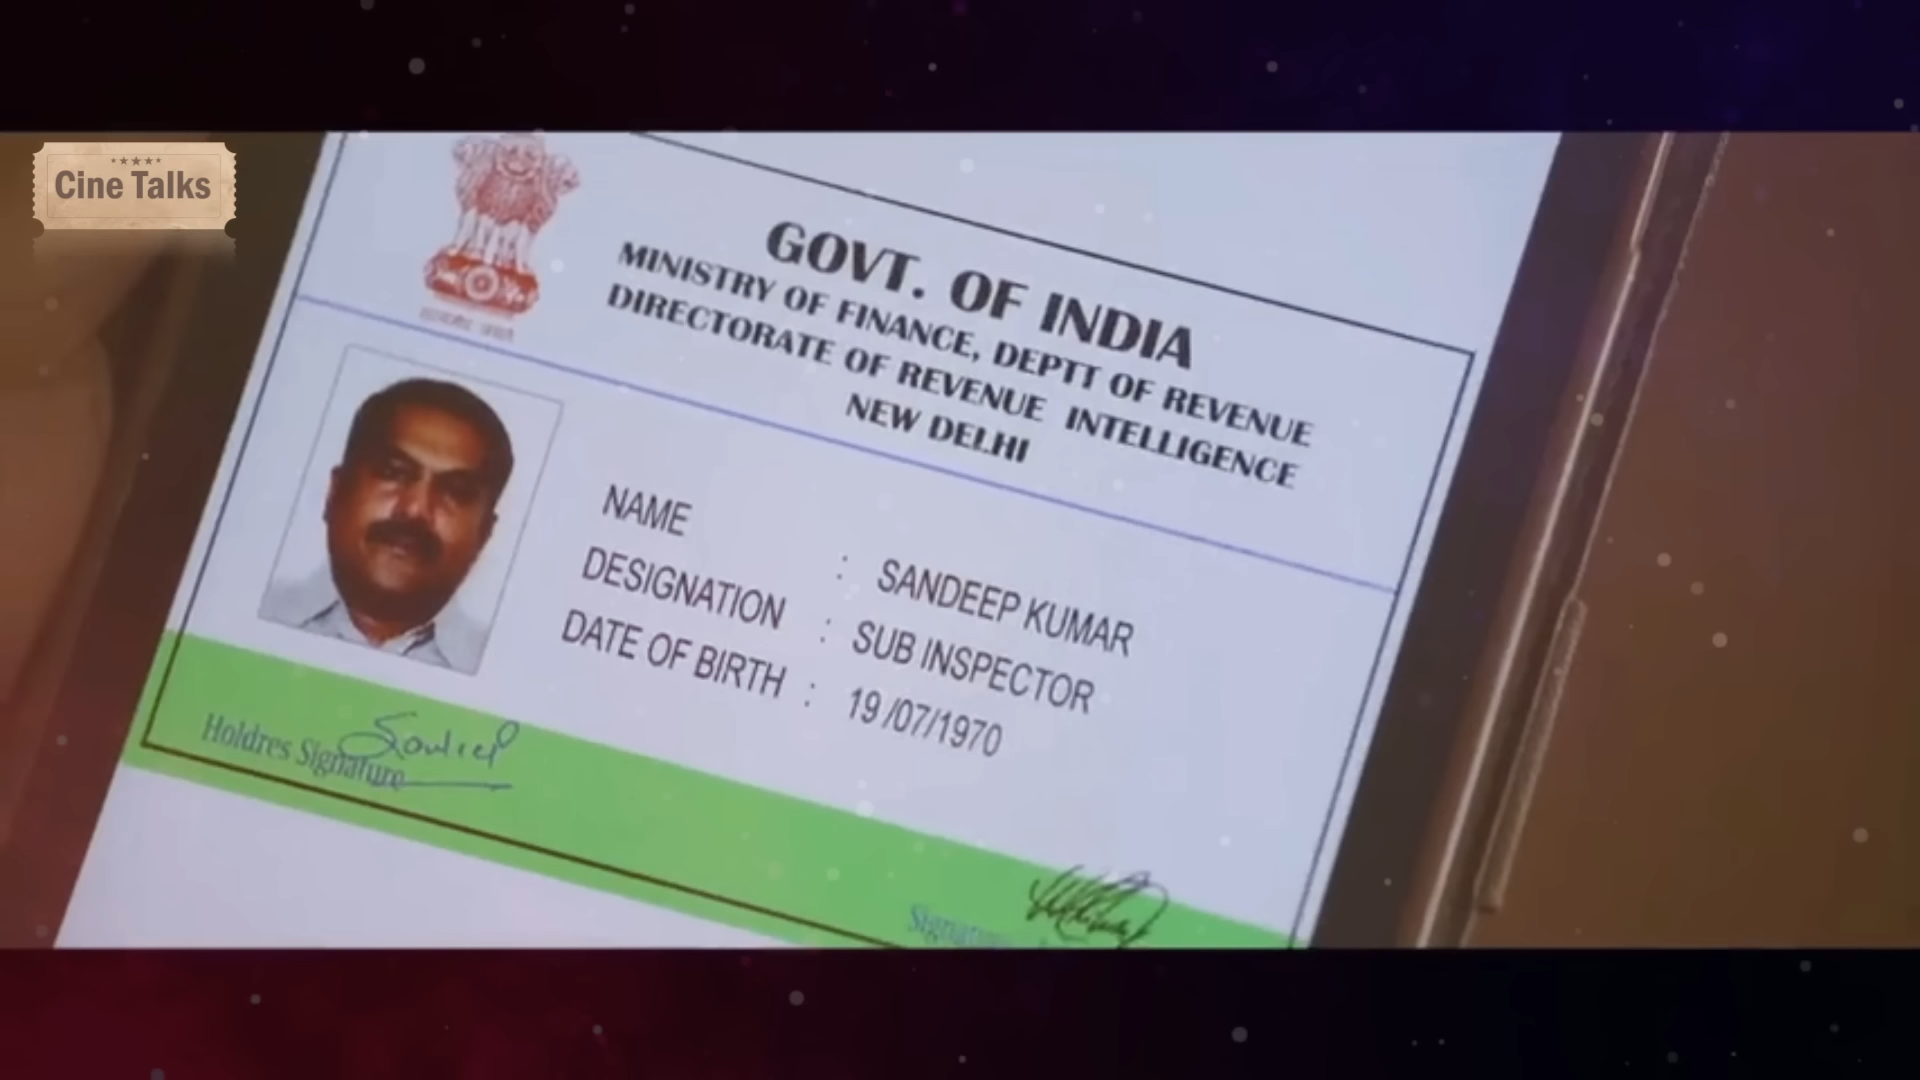 Cine Talks
GOVT. OF INDIA
MINISTRY OF FINANCE, DEPTT OF REVENUE
DIRECTORATE OF REVENUE INTELLIGENCE
NEW DELHI
NAME : SANDEEP KUMAR
DESIGNATION : SUB INSPECTOR
DATE OF BIRTH : 19/07/1970
Holdres Signature